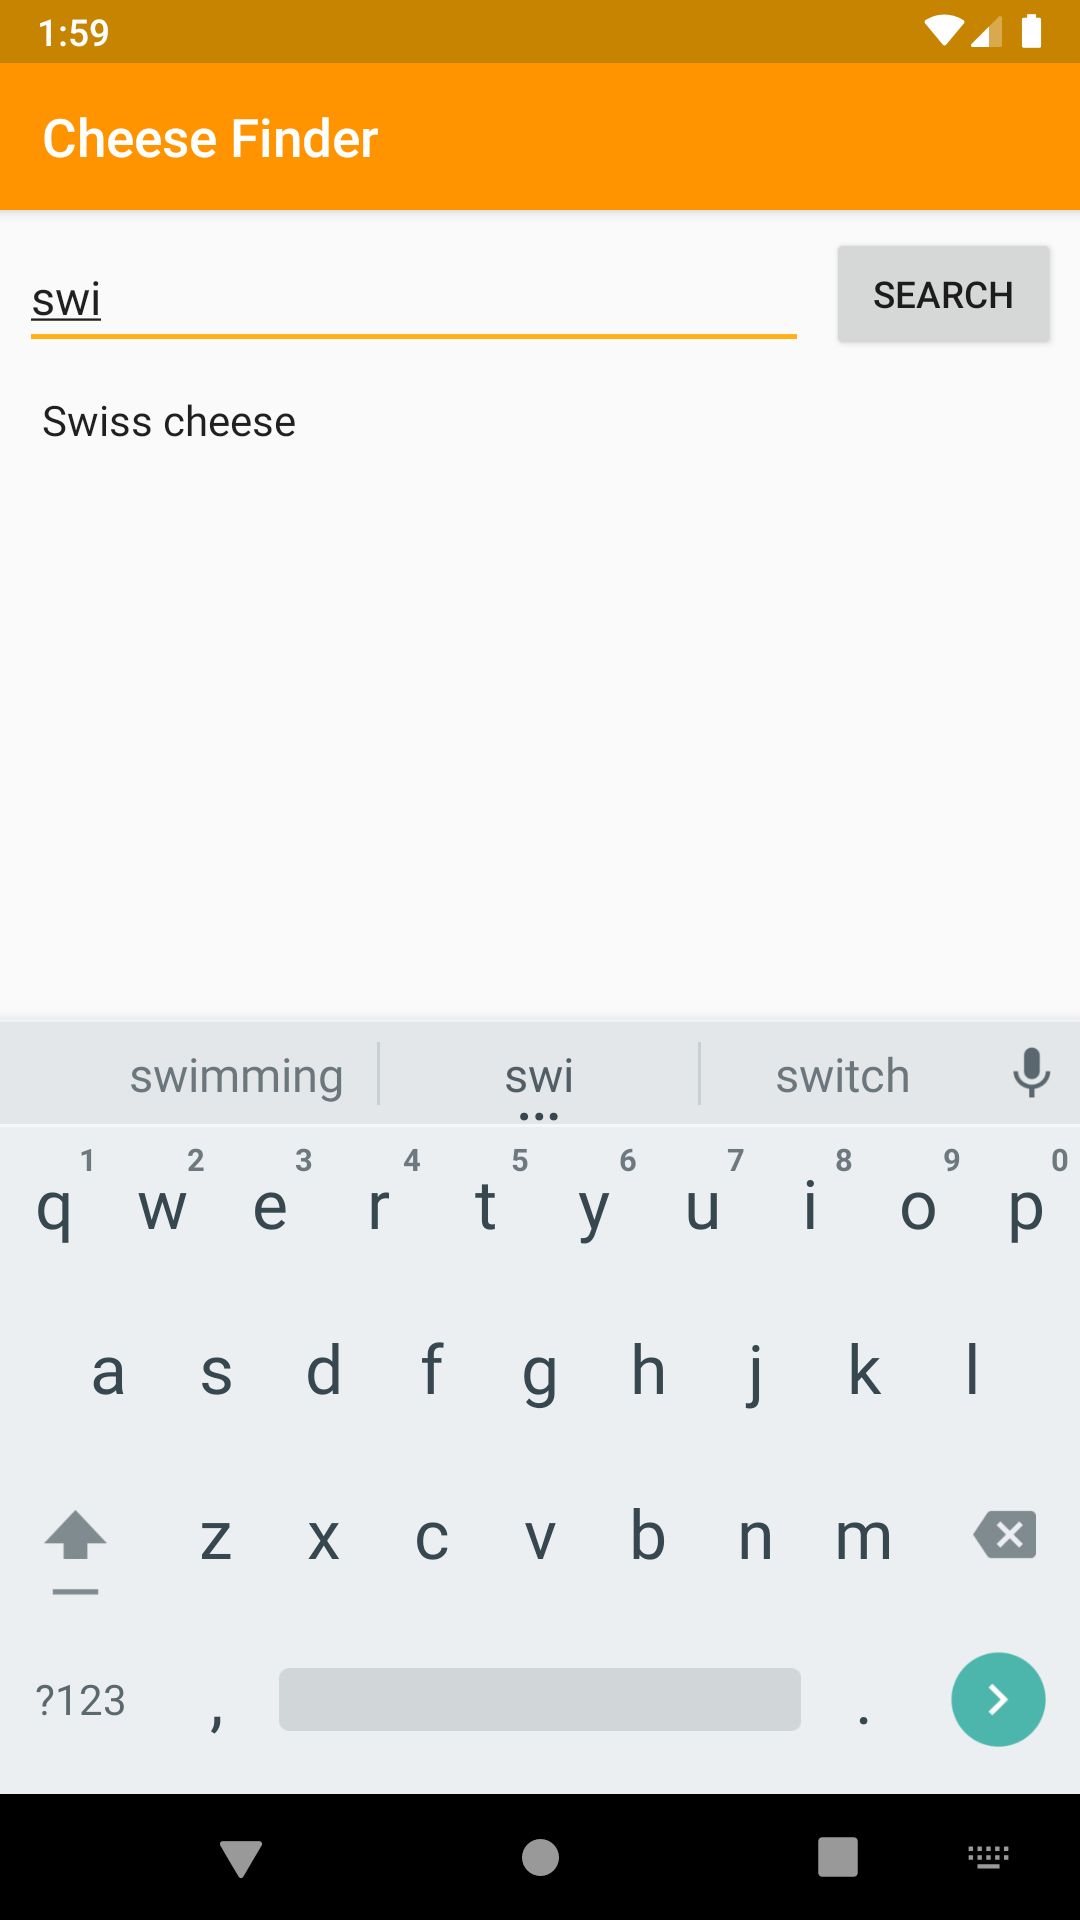 1:59
Cheese Finder
swi
SEARCH
Swiss cheese
swimming swi switch
1 2 3 4 5 6 7 8 9 0
q w e r t y u i o p
a s d f g h j k l
z x c v b n m
?123 , .